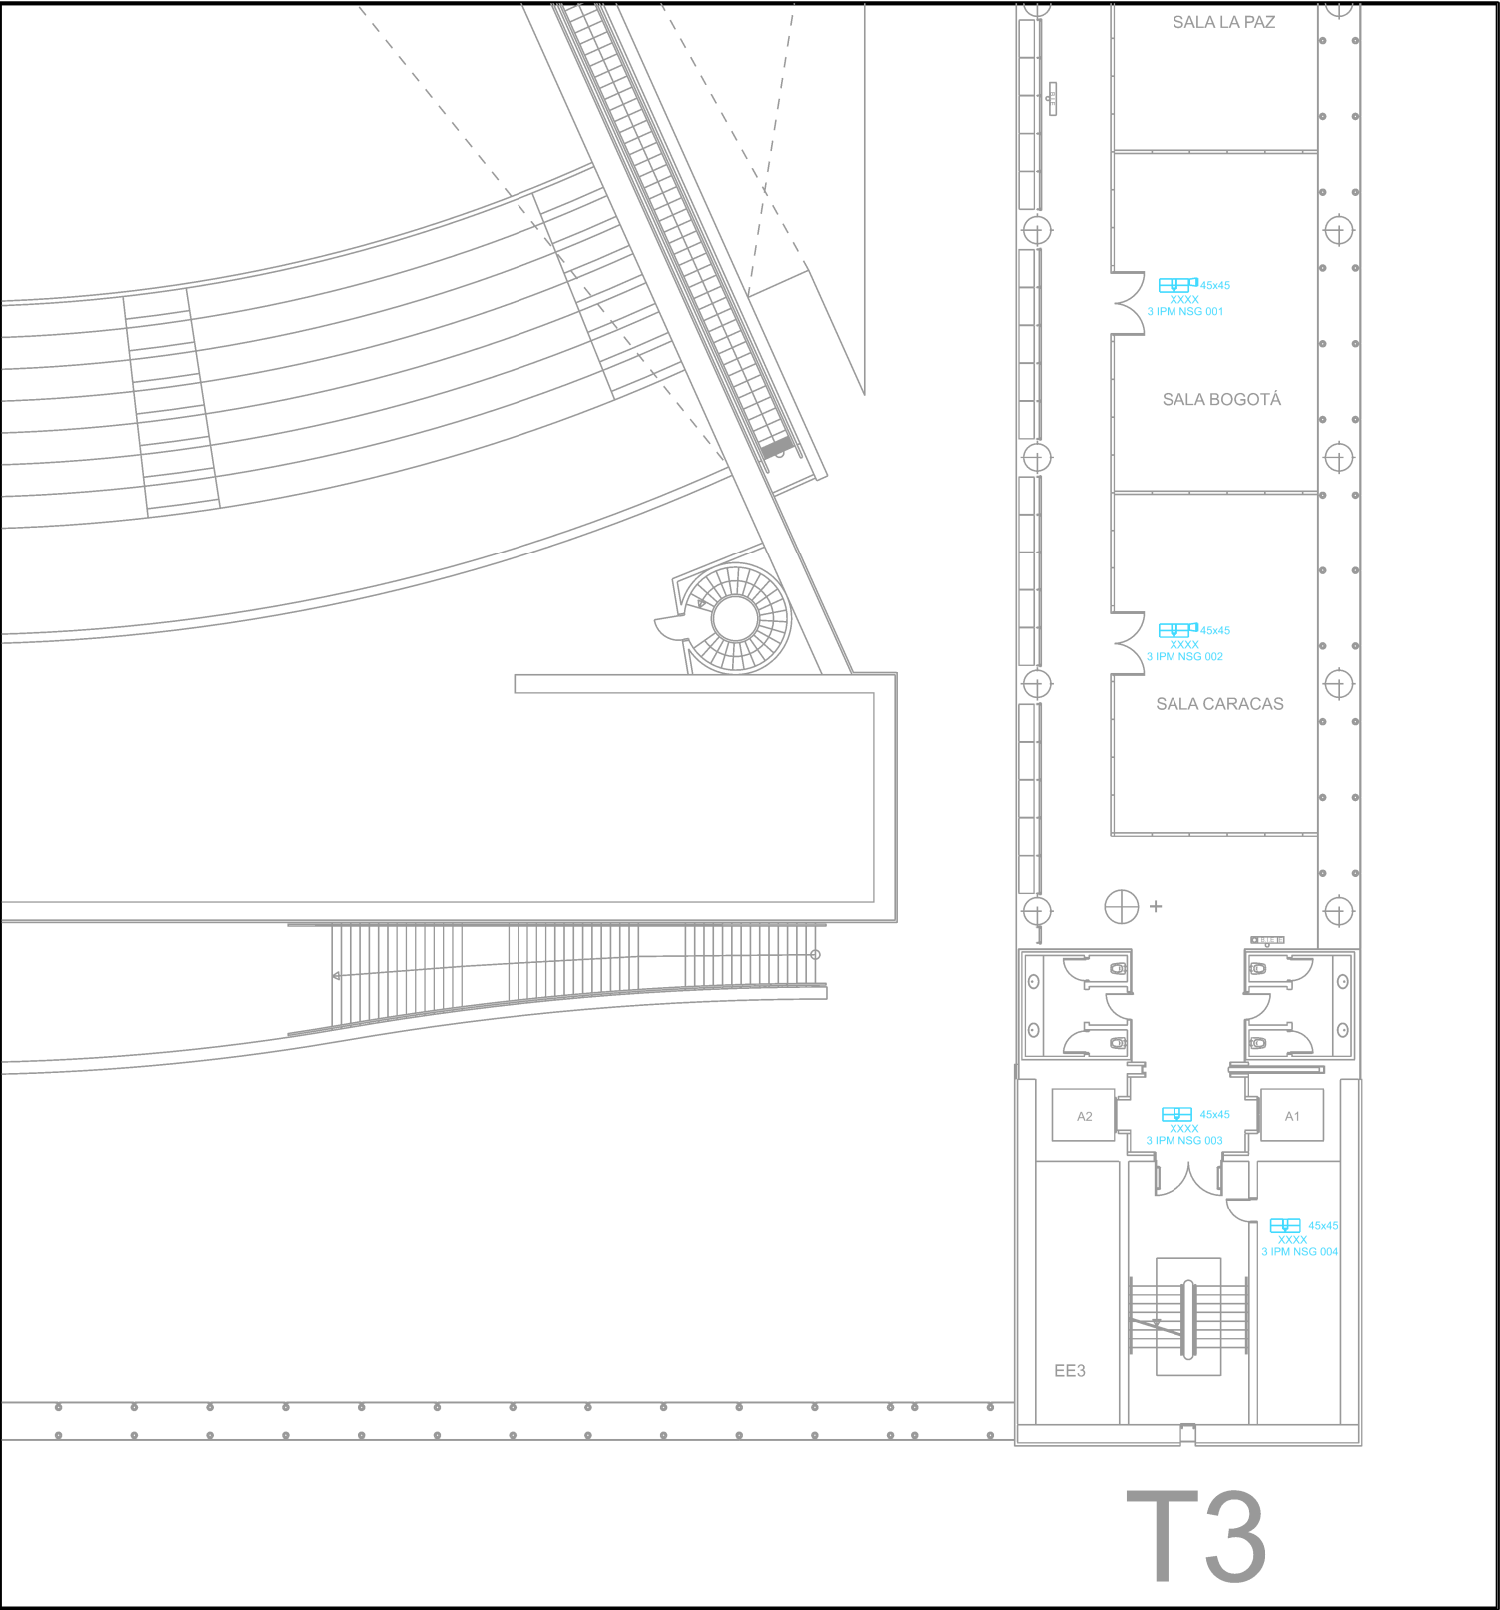 SALA LA PAZ
B.I.E
45x45
XXXX
3 IPM NSG 001
SALA BOGOTÁ
45x45
XXXX
3 IPM NSG 002
SALA CARACAS
B.I.E
A2
45x45
XXXX
3 IPM NSG 003
A1
45x45
XXXX
3 IPM NSG 004
EE3
T3